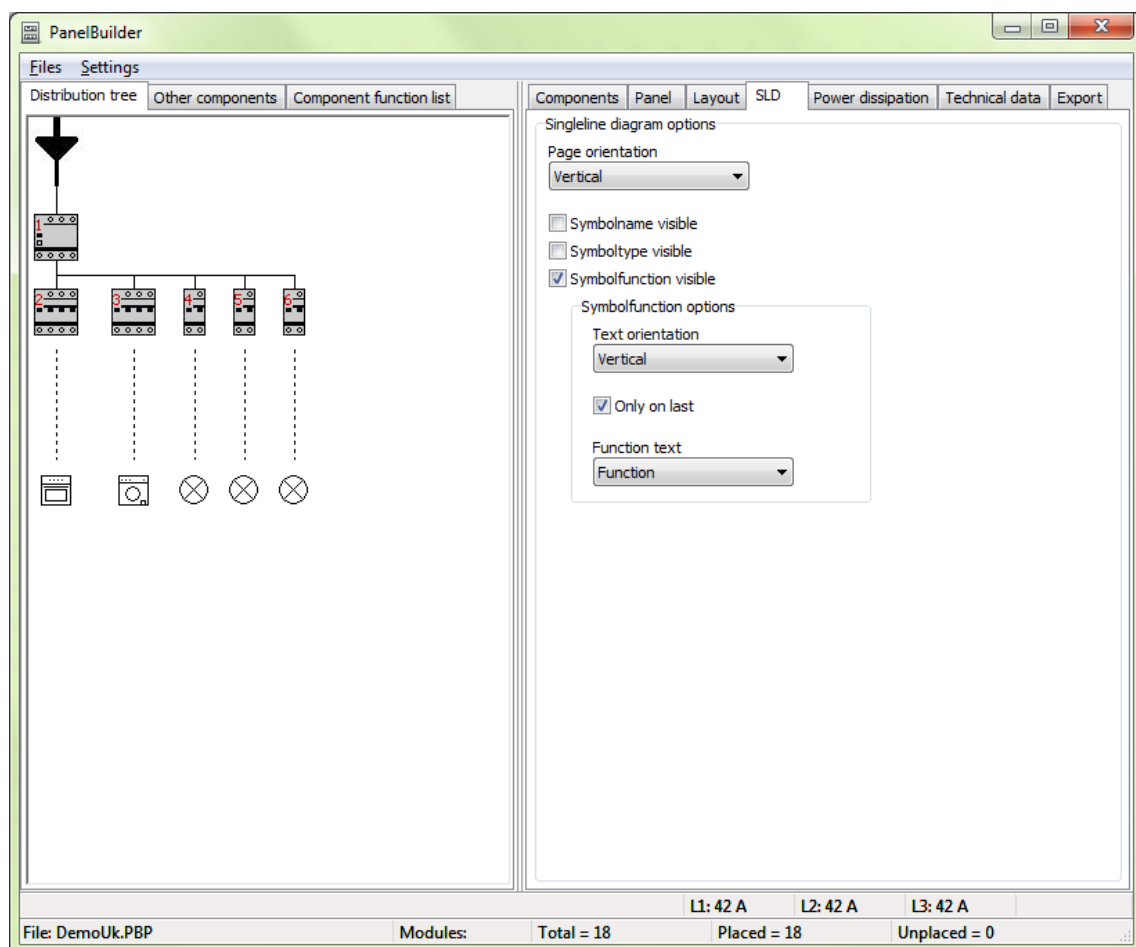 PanelBuilder
Files Settings
Distribution tree Other components Component function list
Components Panel Layout SLD Power dissipation Technical data Export
Singleline diagram options
Page orientation
Vertical
Symbolname visible
Symboltype visible
Symbolfunction visible
Symbolfunction options
Text orientation
Vertical
Only on last
Function text
Function
1
2 3 4 5 6
L1: 42 A L2: 42 A L3: 42 A
File: DemoUk.PBP Modules: Total = 18 Placed = 18 Unplaced = 0